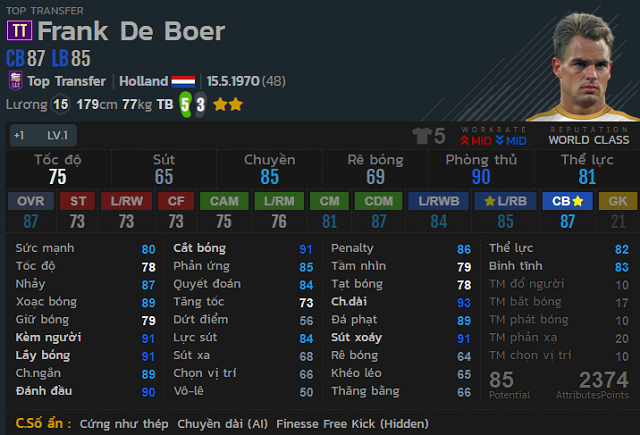 TOP TRANSFER
TT Frank De Boer
CB 87 LB 85
Top Transfer Holland 15.5.1970 (48)
Lương 15 179cm 77kg TB 5 3
+1 LV.1
5 WORKRATE MID MID REPUTATION WORLD CLASS
Tốc độ Sút Chuyền Rê bóng Phòng thủ Thể lực
75 65 85 69 90 81
OVR ST L/RW CF CAM L/RM CM CDM L/RWB L/RB CB GK
87 73 73 73 75 76 81 87 84 85 87 21
Sức mạnh 80 Cắt bóng 91 Penalty 86 Thể lực 82
Tốc độ 78 Phản ứng 85 Tầm nhìn 79 Bình tĩnh 83
Nhảy 87 Quyết đoán 84 Tạt bóng 78 TM đổ người 10
Xoạc bóng 89 Tăng tốc 73 Ch.dài 93 TM bắt bóng 17
Giữ bóng 79 Dứt điểm 56 Đá phạt 89 TM phát bóng 10
Kèm người 91 Lực sút 84 Sút xoáy 91 TM phản xạ 20
Lấy bóng 91 Sút xa 68 Rê bóng 64 TM chọn vị trí 10
Ch.ngắn 89 Chọn vị trí 66 Khéo léo 65 85 2374
Đánh đầu 90 Vô-lê 50 Thăng bằng 66 Potential AttributesPoints
C.Số ẩn : Cứng như thép Chuyền dài (AI) Finesse Free Kick (Hidden)